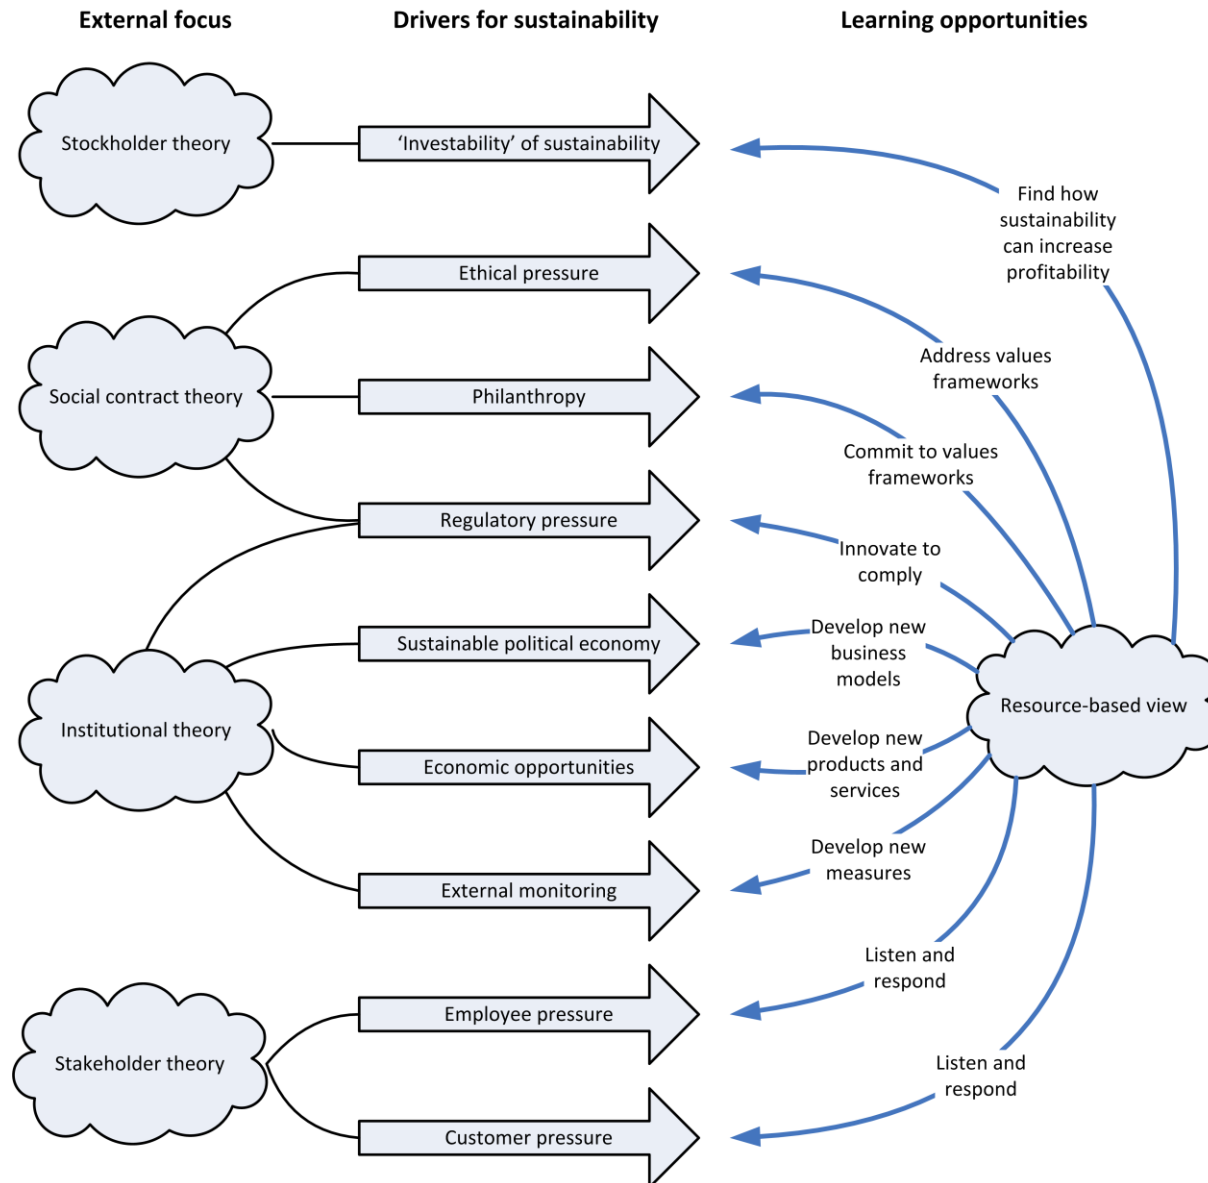 External focus
Drivers for sustainability
Learning opportunities
Stockholder theory
‘Investability’ of sustainability
Find how
sustainability
can increase
profitability
Ethical pressure
Address values
frameworks
Social contract theory
Philanthropy
Commit to values
frameworks
Regulatory pressure
Innovate to
comply
Sustainable political economy
Develop new
business
models
Institutional theory
Resource-based view
Economic opportunities
Develop new
products and
services
External monitoring
Develop new
measures
Employee pressure
Listen and
respond
Stakeholder theory
Customer pressure
Listen and
respond